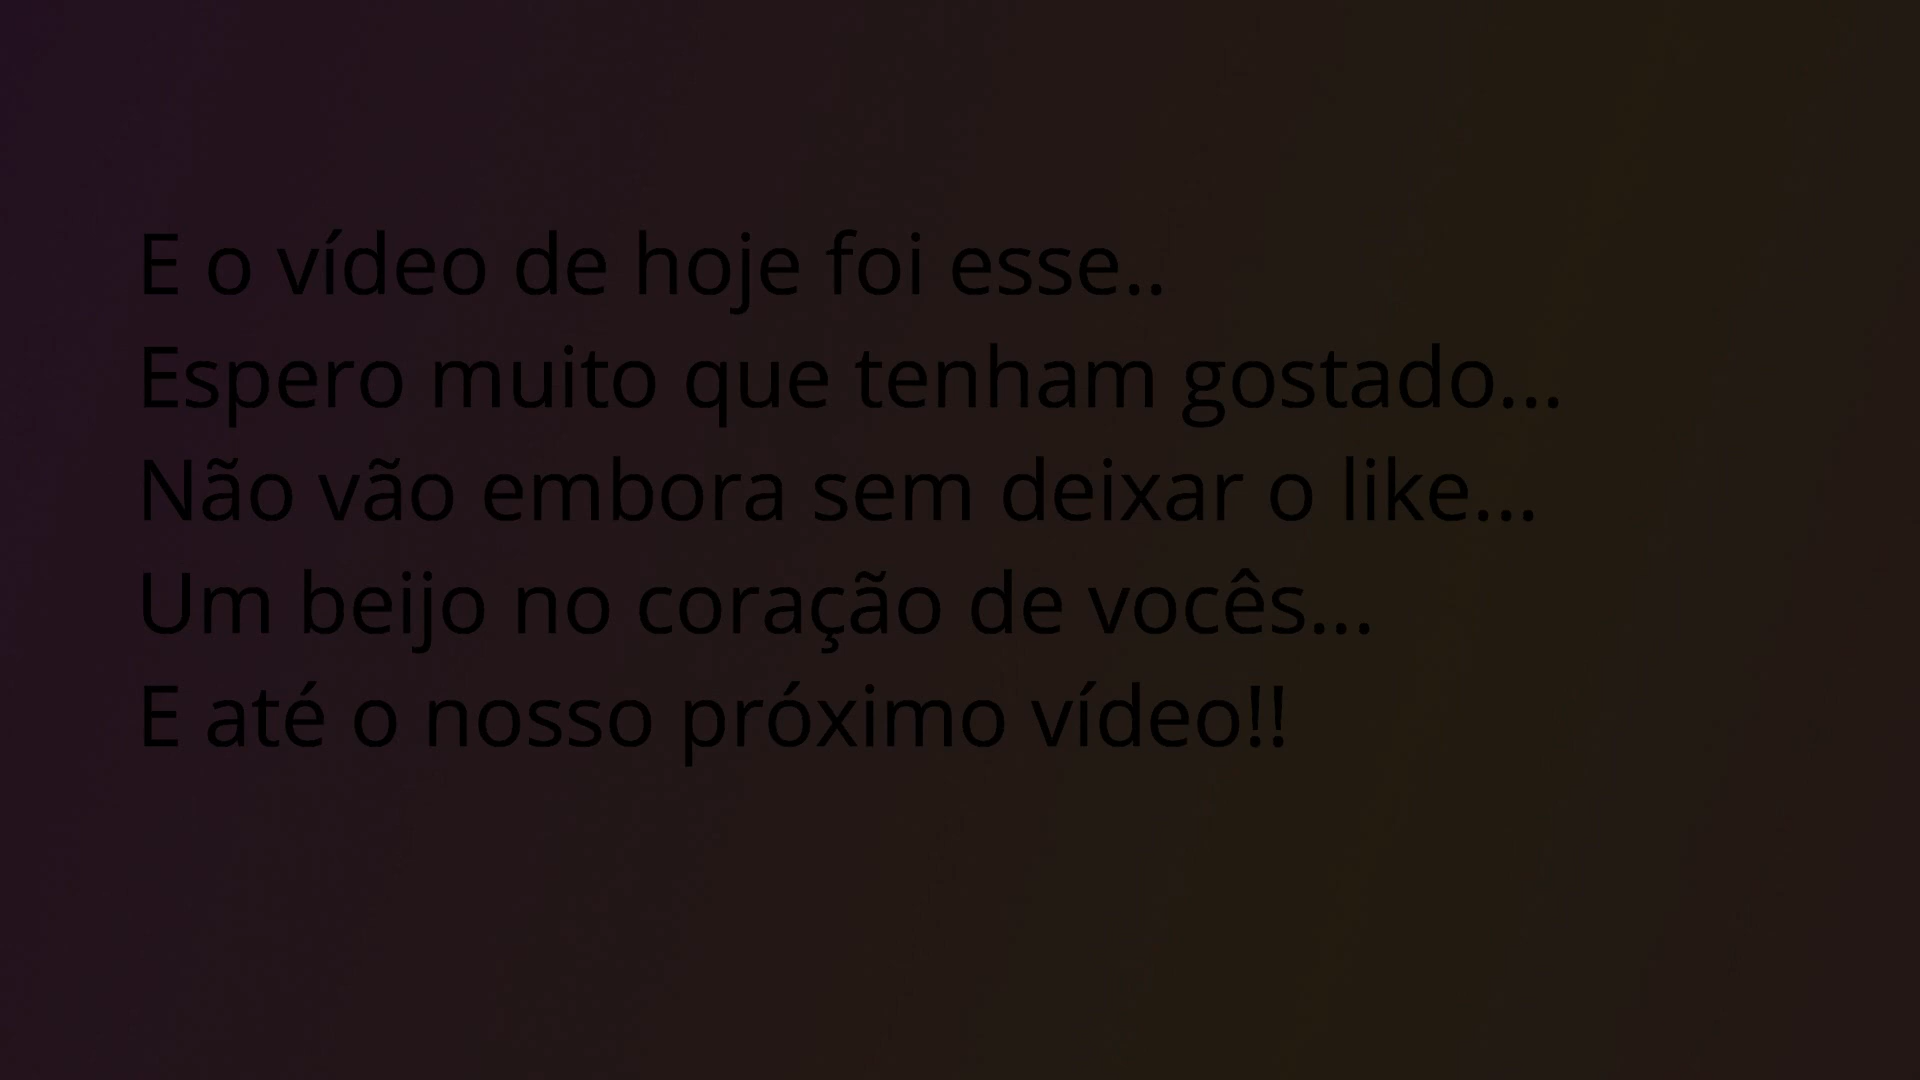 E o vídeo de hoje foi esse..
Espero muito que tenham gostado...
Não vão embora sem deixar o like...
Um beijo no coração de vocês...
E até o nosso próximo vídeo!!